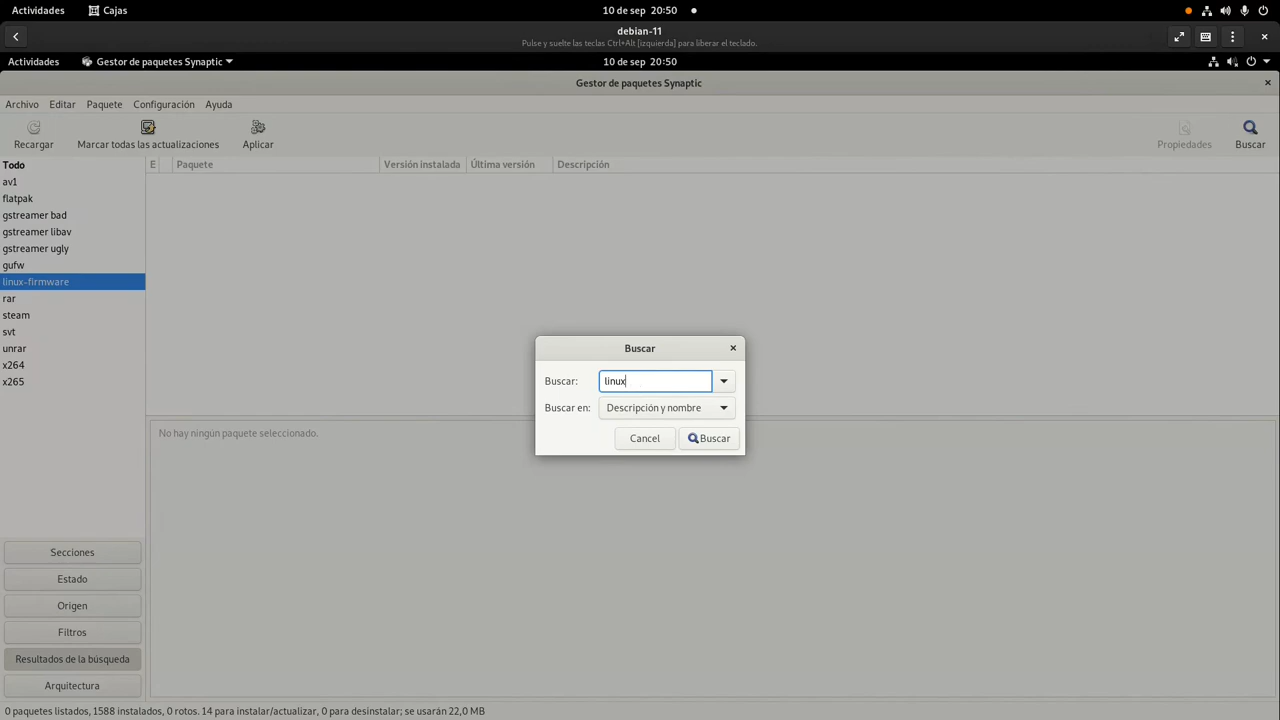 Actividades Cajas 10 de sep 20:50
debian-11
Pulse y suelte las teclas Ctrl+Alt [izquierda] para liberar el teclado.
Actividades Gestor de paquetes Synaptic 10 de sep 20:50
Gestor de paquetes Synaptic
Archivo Editar Paquete Configuración Ayuda
Recargar Marcar todas las actualizaciones Aplicar Propiedades Buscar
Todo
E Paquete Versión instalada Última versión Descripción
av1
flatpak
gstreamer bad
gstreamer libav
gstreamer ugly
gufw
linux-firmware
rar
steam
svt
unrar
x264
x265
Buscar
Buscar: linux
Buscar en: Descripción y nombre
Cancel Buscar
No hay ningún paquete seleccionado.
Secciones
Estado
Origen
Filtros
Resultados de la búsqueda
Arquitectura
0 paquetes listados, 1588 instalados, 0 rotos. 14 para instalar/actualizar, 0 para desinstalar; se usarán 22,0 MB